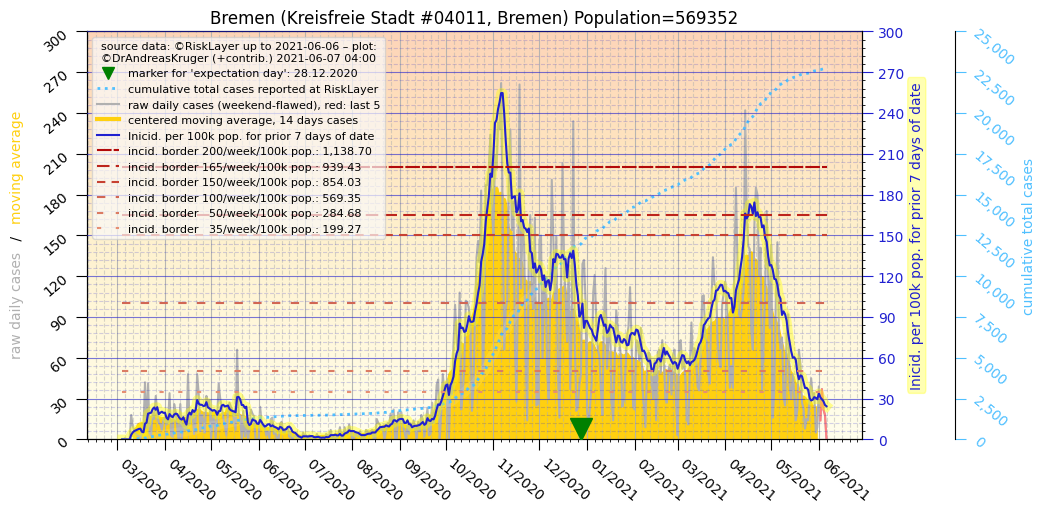 Bremen (Kreisfreie Stadt #04011, Bremen) Population=569352
source data: ©RiskLayer up to 2021-06-06 – plot:
©DrAndreasKruger (+contrib.) 2021-06-07 04:00
marker for 'expectation day': 28.12.2020
cumulative total cases reported at RiskLayer
raw daily cases (weekend-flawed), red: last 5
centered moving average, 14 days cases
Inicid. per 100k pop. for prior 7 days of date
incid. border 200/week/100k pop.: 1,138.70
incid. border 165/week/100k pop.: 939.43
incid. border 150/week/100k pop.: 854.03
incid. border 100/week/100k pop.: 569.35
incid. border 50/week/100k pop.: 284.68
incid. border 35/week/100k pop.: 199.27
raw daily cases / moving average
300
270
240
210
180
150
120
90
60
30
0
03/2020
04/2020
05/2020
06/2020
07/2020
08/2020
09/2020
10/2020
11/2020
12/2020
01/2021
02/2021
03/2021
04/2021
05/2021
06/2021
300
270
240
210
180
150
120
90
60
30
0
Inicid. per 100k pop. for prior 7 days of date
25,000
22,500
20,000
17,500
15,000
12,500
10,000
7,500
5,000
2,500
0
cumulative total cases